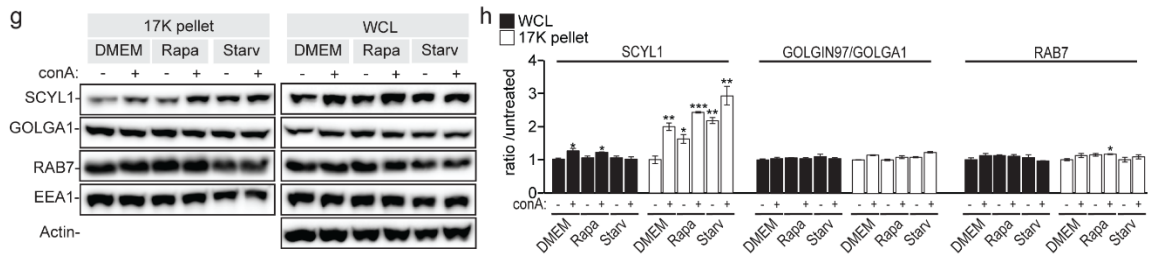 g
17K pellet WCL
DMEM Rapa Starv DMEM Rapa Starv
conA: - + - + - + - + - + - +
SCYL1-
GOLGA1-
RAB7-
EEA1-
Actin-
h
WCL
17K pellet
SCYL1 GOLGIN97/GOLGA1 RAB7
ratio /untreated
4
3
2
1
0
* * ** * *** ** ** *
conA: - + - + - + - + - + - + - + - + - + - + - + - + - + - + - + - + - + - +
DMEM Rapa Starv DMEM Rapa Starv DMEM Rapa Starv DMEM Rapa Starv DMEM Rapa Starv DMEM Rapa Starv